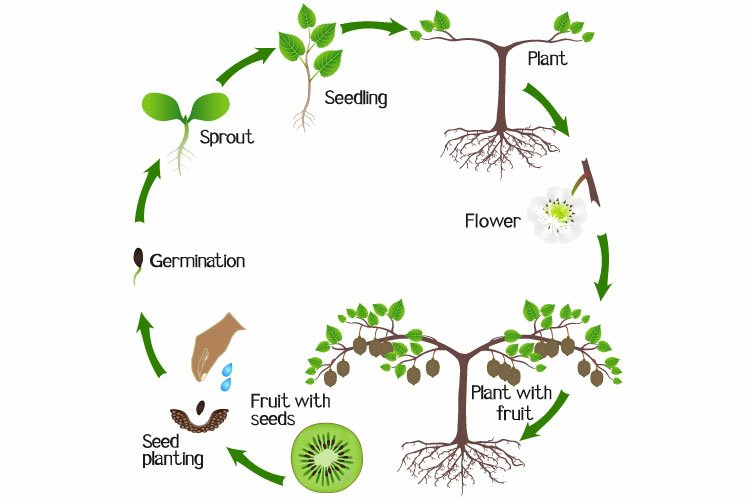 Plant
Seedling
Sprout
Flower
Germination
Plant with
fruit
Fruit with
seeds
Seed
planting